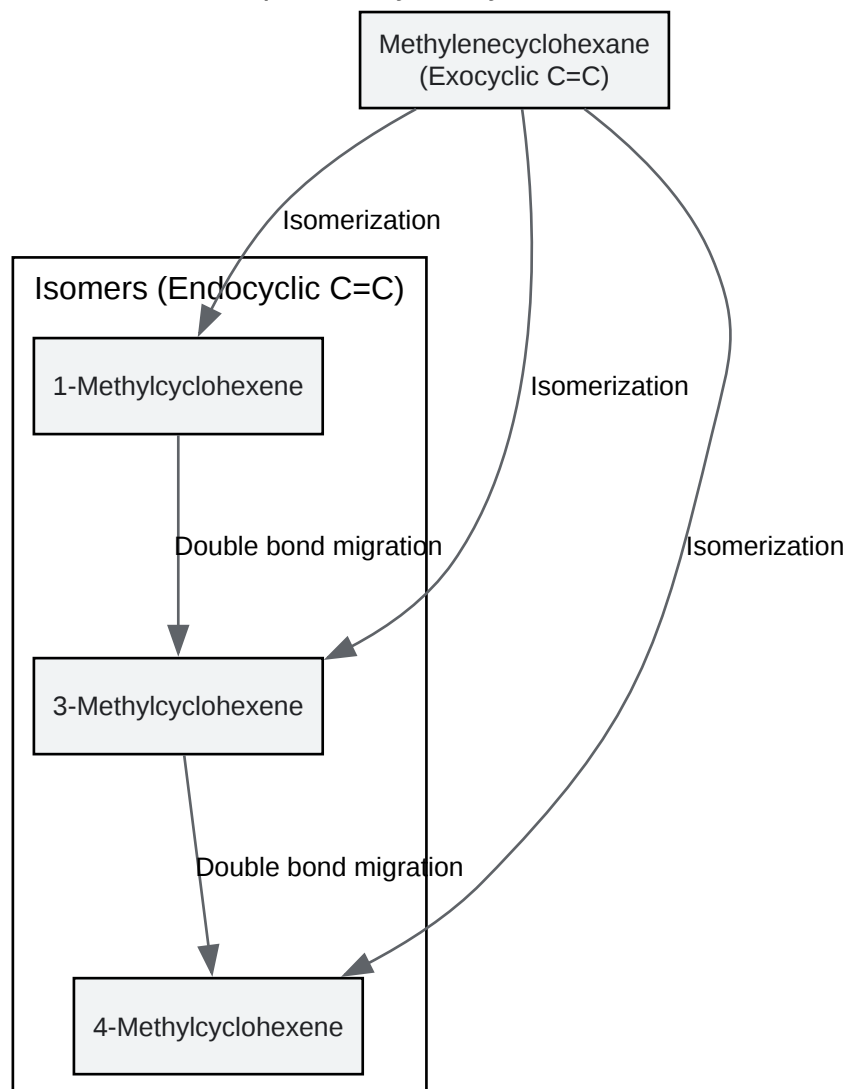 Methylenecyclohexane
(Exocyclic C=C)
Isomerization
Isomers (Endocyclic C=C)
1-Methylcyclohexene
Isomerization
Double bond migration
Isomerization
3-Methylcyclohexene
Double bond migration
4-Methylcyclohexene